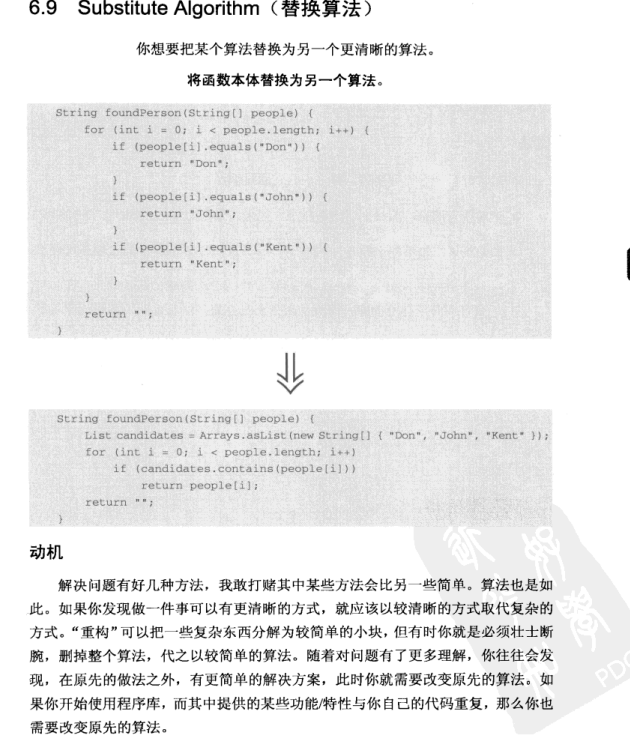 6.9 Substitute Algorithm（替换算法）
你想要把某个算法替换为另一个更清晰的算法。
将函数本体替换为另一个算法。
String foundPerson(String[] people) {
for (int i = 0; i < people.length; i++) {
if (people[i].equals("Don")) {
return "Don";
}
if (people[i].equals("John")) {
return "John";
}
if (people[i].equals("Kent")) {
return "Kent";
}
}
return "";
}
String foundPerson(String[] people) {
List candidates = Arrays.asList(new String[] { "Don", "John", "Kent" });
for (int i = 0; i < people.length; i++)
if (candidates.contains(people[i]))
return people[i];
return "";
}
动机
解决问题有好几种方法，我敢打赌其中某些方法会比另一些简单。算法也是如
此。如果你发现做一件事可以有更清晰的方式，就应该以较清晰的方式取代复杂的
方式。“重构”可以把一些复杂东西分解为较简单的小块，但有时你就是必须壮士断
腕，删掉整个算法，代之以较简单的算法。随着对问题有了更多理解，你往往会发
现，在原先的做法之外，有更简单的解决方案，此时你就需要改变原先的算法。如
果你开始使用程序库，而其中提供的某些功能/特性与你自己的代码重复，那么你也
需要改变原先的算法。
PDG